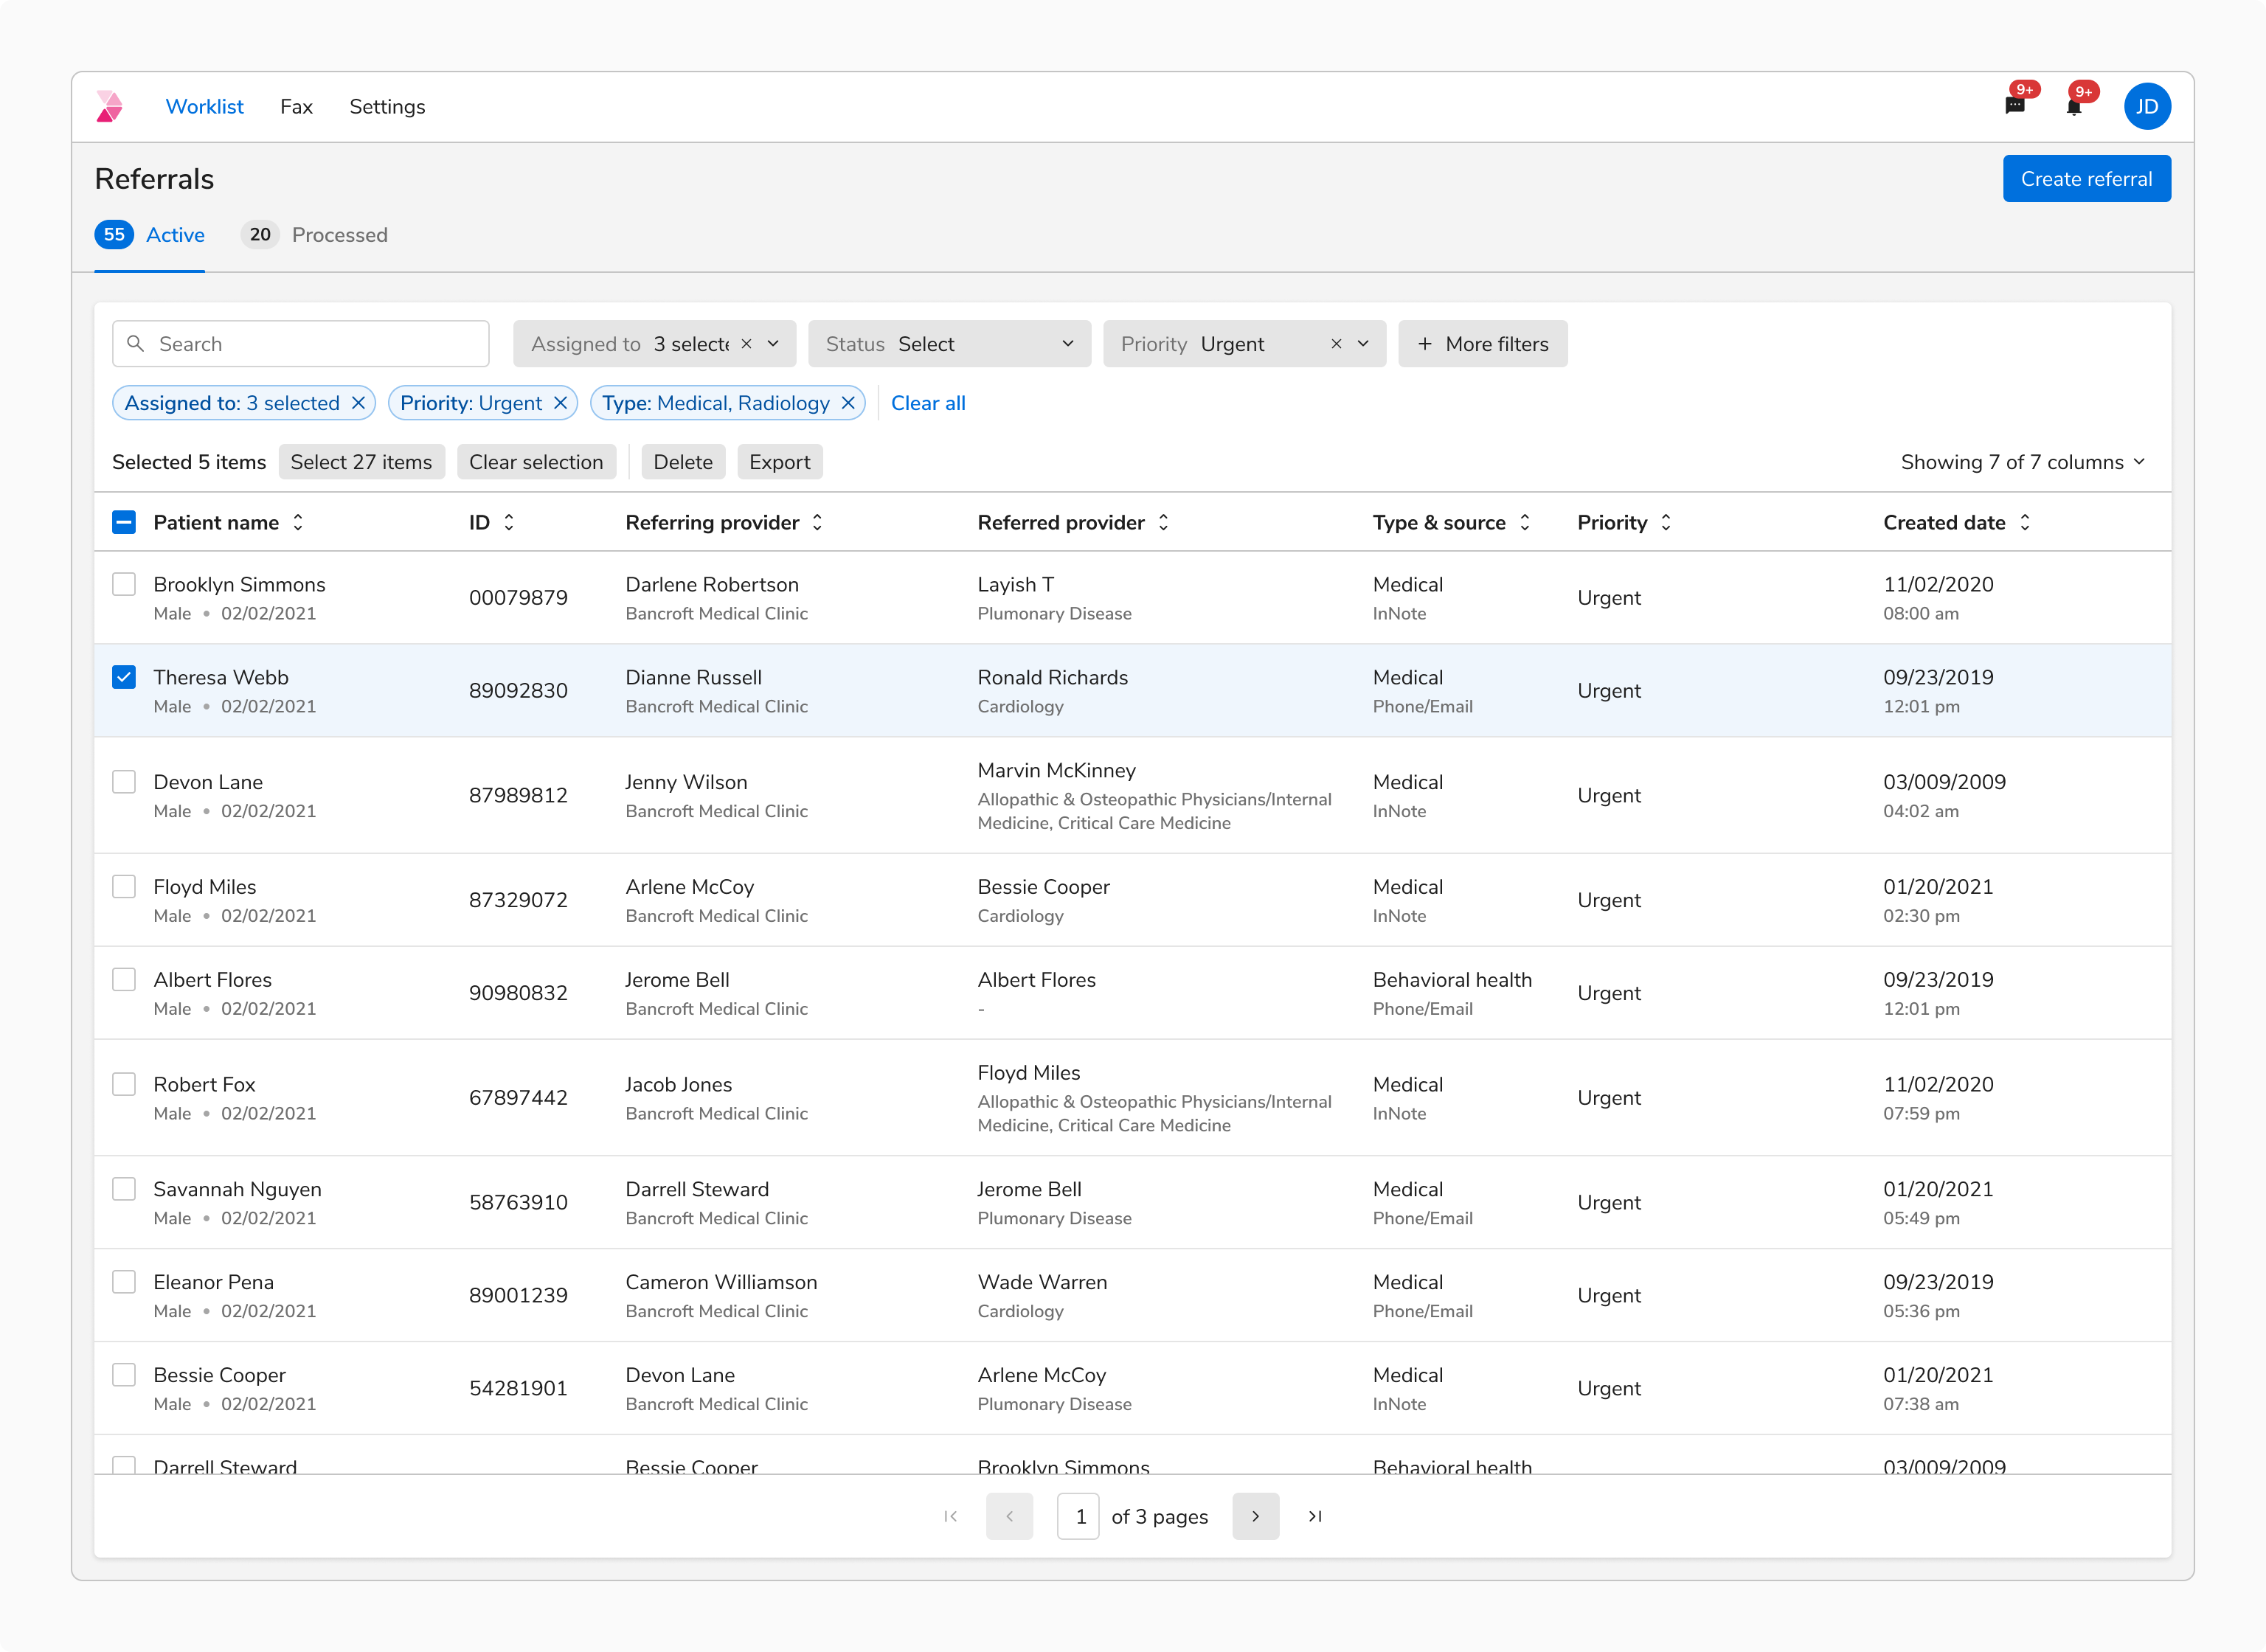 Worklist Fax Settings 9+ 9+ JD
Referrals Create referral
55 Active 20 Processed
Search Assigned to 3 selecte Status Select Priority Urgent More filters
Assigned to: 3 selected Priority: Urgent Type: Medical, Radiology Clear all
Selected 5 items Select 27 items Clear selection Delete Export Showing 7 of 7 columns
Patient name ID Referring provider Referred provider Type & source Priority Created date
Brooklyn Simmons 00079879 Darlene Robertson Layish T Medical Urgent 11/02/2020
Male • 02/02/2021 Bancroft Medical Clinic Plumonary Disease InNote 08:00 am
Theresa Webb 89092830 Dianne Russell Ronald Richards Medical Urgent 09/23/2019
Male • 02/02/2021 Bancroft Medical Clinic Cardiology Phone/Email 12:01 pm
Devon Lane 87989812 Jenny Wilson Marvin McKinney Medical Urgent 03/009/2009
Male • 02/02/2021 Bancroft Medical Clinic Allopathic & Osteopathic Physicians/Internal InNote 04:02 am
Medicine, Critical Care Medicine
Floyd Miles 87329072 Arlene McCoy Bessie Cooper Medical Urgent 01/20/2021
Male • 02/02/2021 Bancroft Medical Clinic Cardiology InNote 02:30 pm
Albert Flores 90980832 Jerome Bell Albert Flores Behavioral health Urgent 09/23/2019
Male • 02/02/2021 Bancroft Medical Clinic - Phone/Email 12:01 pm
Robert Fox 67897442 Jacob Jones Floyd Miles Medical Urgent 11/02/2020
Male • 02/02/2021 Bancroft Medical Clinic Allopathic & Osteopathic Physicians/Internal InNote 07:59 pm
Medicine, Critical Care Medicine
Savannah Nguyen 58763910 Darrell Steward Jerome Bell Medical Urgent 01/20/2021
Male • 02/02/2021 Bancroft Medical Clinic Plumonary Disease Phone/Email 05:49 pm
Eleanor Pena 89001239 Cameron Williamson Wade Warren Medical Urgent 09/23/2019
Male • 02/02/2021 Bancroft Medical Clinic Cardiology Phone/Email 05:36 pm
Bessie Cooper 54281901 Devon Lane Arlene McCoy Medical Urgent 01/20/2021
Male • 02/02/2021 Bancroft Medical Clinic Plumonary Disease InNote 07:38 am
Darrell Steward Bessie Cooper Brooklyn Simmons Behavioral health 03/009/2009
1 of 3 pages